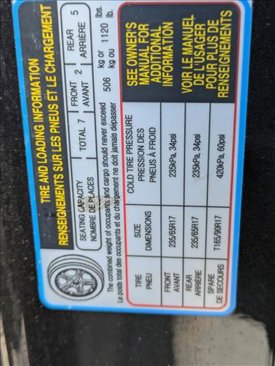 TIRE AND LOADING INFORMATION
RENSEIGNEMENTS SUR LES PNEUS ET LE CHARGEMENT
SEATING CAPACITY
NOMBRE DE PLACES
TOTAL 7
FRONT 2
AVANT
REAR 5
ARRIÈRE
The combined weight of occupants and cargo should never exceed 506 kg or 1120 lbs.
Le poids total des occupants et du chargement ne doit jamais dépasser 506 kg ou 1120 lb.
TIRE
PNEU
SIZE
DIMENSIONS
COLD TIRE PRESSURE
PRESSION DES
PNEUS À FROID
FRONT
AVANT
235/65R17
235kPa, 34psi
REAR
ARRIÈRE
235/65R17
235kPa, 34psi
SPARE
DE SECOURS
T165/90R17
420kPa, 60psi
SEE OWNER'S
MANUAL FOR
ADDITIONAL
INFORMATION
VOIR LE MANUEL
DE L'USAGER
POUR PLUS DE
RENSEIGNEMENTS